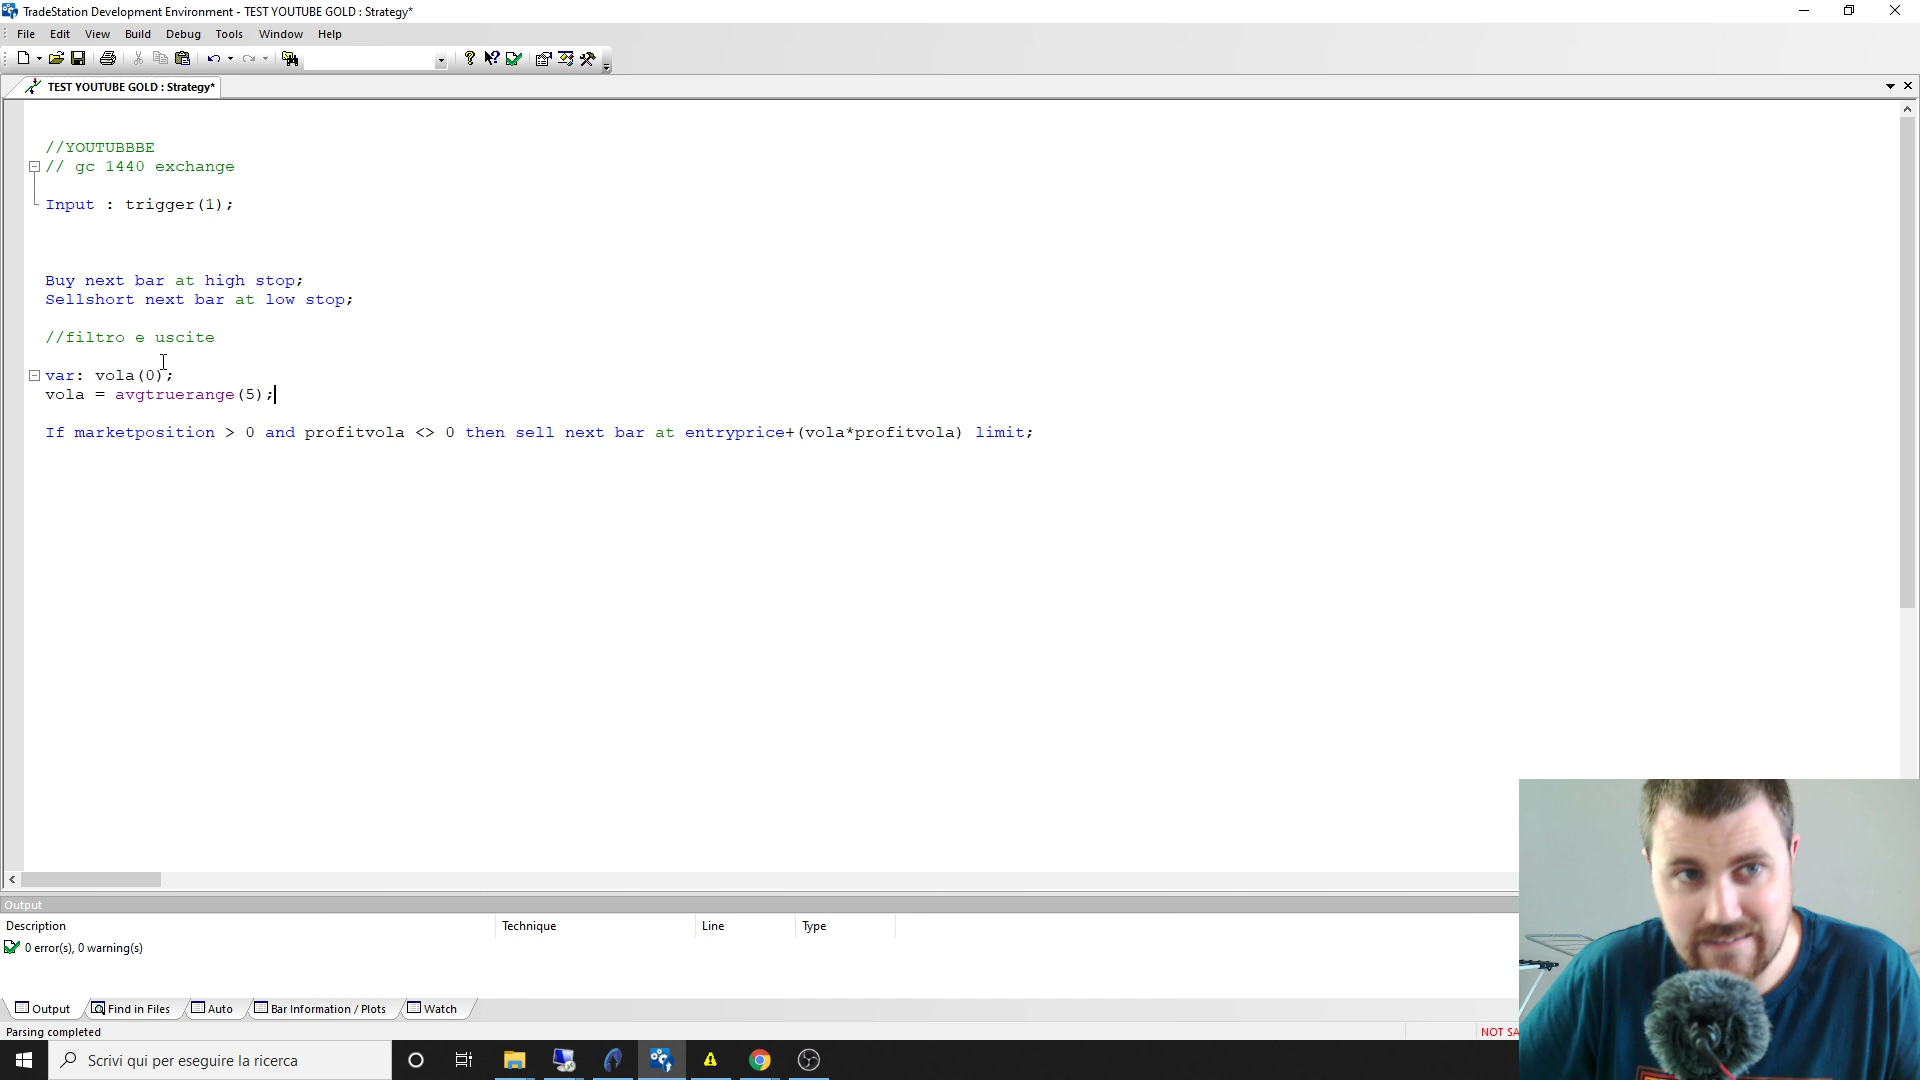 TradeStation Development Environment - TEST YOUTUBE GOLD : Strategy*
File Edit View Build Debug Tools Window Help
TEST YOUTUBE GOLD : Strategy*
//YOUTUBBBE
// gc 1440 exchange
Input : trigger(1);
Buy next bar at high stop;
Sellshort next bar at low stop;
//filtro e uscite
var: vola(0);
vola = avgtruerange(5);
If marketposition > 0 and profitvola <> 0 then sell next bar at entryprice+(vola*profitvola) limit;
Output
Description Technique Line Type
0 error(s), 0 warning(s)
Output Find in Files Auto Bar Information / Plots Watch
Parsing completed NOT SA
Scrivi qui per eseguire la ricerca